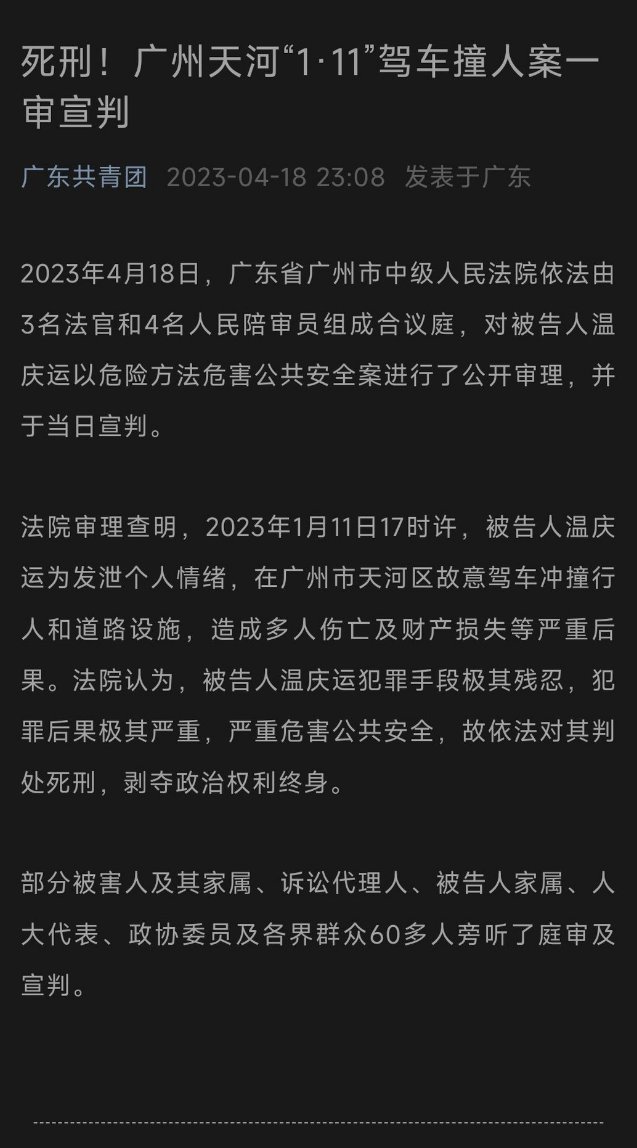 死刑！广州天河“1·11”驾车撞人案一
审宣判
广东共青团 2023-04-18 23:08 发表于广东
2023年4月18日，广东省广州市中级人民法院依法由
3名法官和4名人民陪审员组成合议庭，对被告人温
庆运以危险方法危害公共安全案进行了公开审理，并
于当日宣判。
法院审理查明，2023年1月11日17时许，被告人温庆
运为发泄个人情绪，在广州市天河区故意驾车冲撞行
人和道路设施，造成多人伤亡及财产损失等严重后
果。法院认为，被告人温庆运犯罪手段极其残忍，犯
罪后果极其严重，严重危害公共安全，故依法对其判
处死刑，剥夺政治权利终身。
部分被害人及其家属、诉讼代理人、被告人家属、人
大代表、政协委员及各界群众60多人旁听了庭审及
宣判。